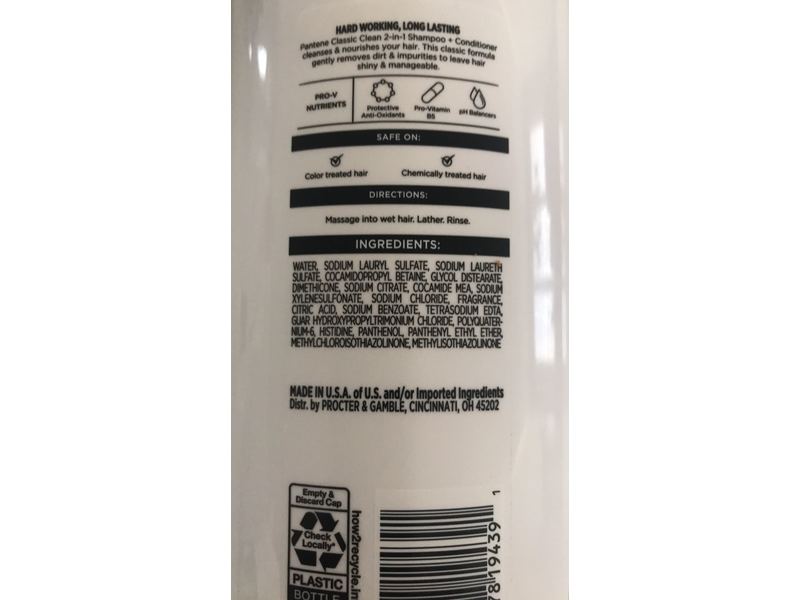 HARD WORKING, LONG LASTING
Pantene Classic Clean 2-in-1 Shampoo + Conditioner
cleanses & nourishes your hair. This classic formula
gently removes dirt & impurities to leave hair
shiny & manageable.
PRO-V
NUTRIENTS
Protective
Anti-Oxidants
Pro-Vitamin
B5
pH Balancers
SAFE ON:
Color treated hair
Chemically treated hair
DIRECTIONS:
Massage into wet hair. Lather. Rinse.
INGREDIENTS:
WATER, SODIUM LAURYL SULFATE, SODIUM LAURETH
SULFATE, COCAMIDOPROPYL BETAINE, GLYCOL DISTEARATE,
DIMETHICONE, SODIUM CITRATE, COCAMIDE MEA, SODIUM
XYLENESULFONATE, SODIUM CHLORIDE, FRAGRANCE,
CITRIC ACID, SODIUM BENZOATE, TETRASODIUM EDTA,
GUAR HYDROXYPROPYLTRIMONIUM CHLORIDE, POLYQUATER-
NIUM-6, HISTIDINE, PANTHENOL, PANTHENYL ETHYL ETHER,
METHYLCHLOROISOTHIAZOLINONE, METHYLISOTHIAZOLINONE
MADE IN U.S.A. of U.S. and/or Imported Ingredients
Distr. by PROCTER & GAMBLE, CINCINNATI, OH 45202
Empty &
Discard Cap
Check
Locally*
PLASTIC
BOTTLE
how2recycle.in
7819439 1